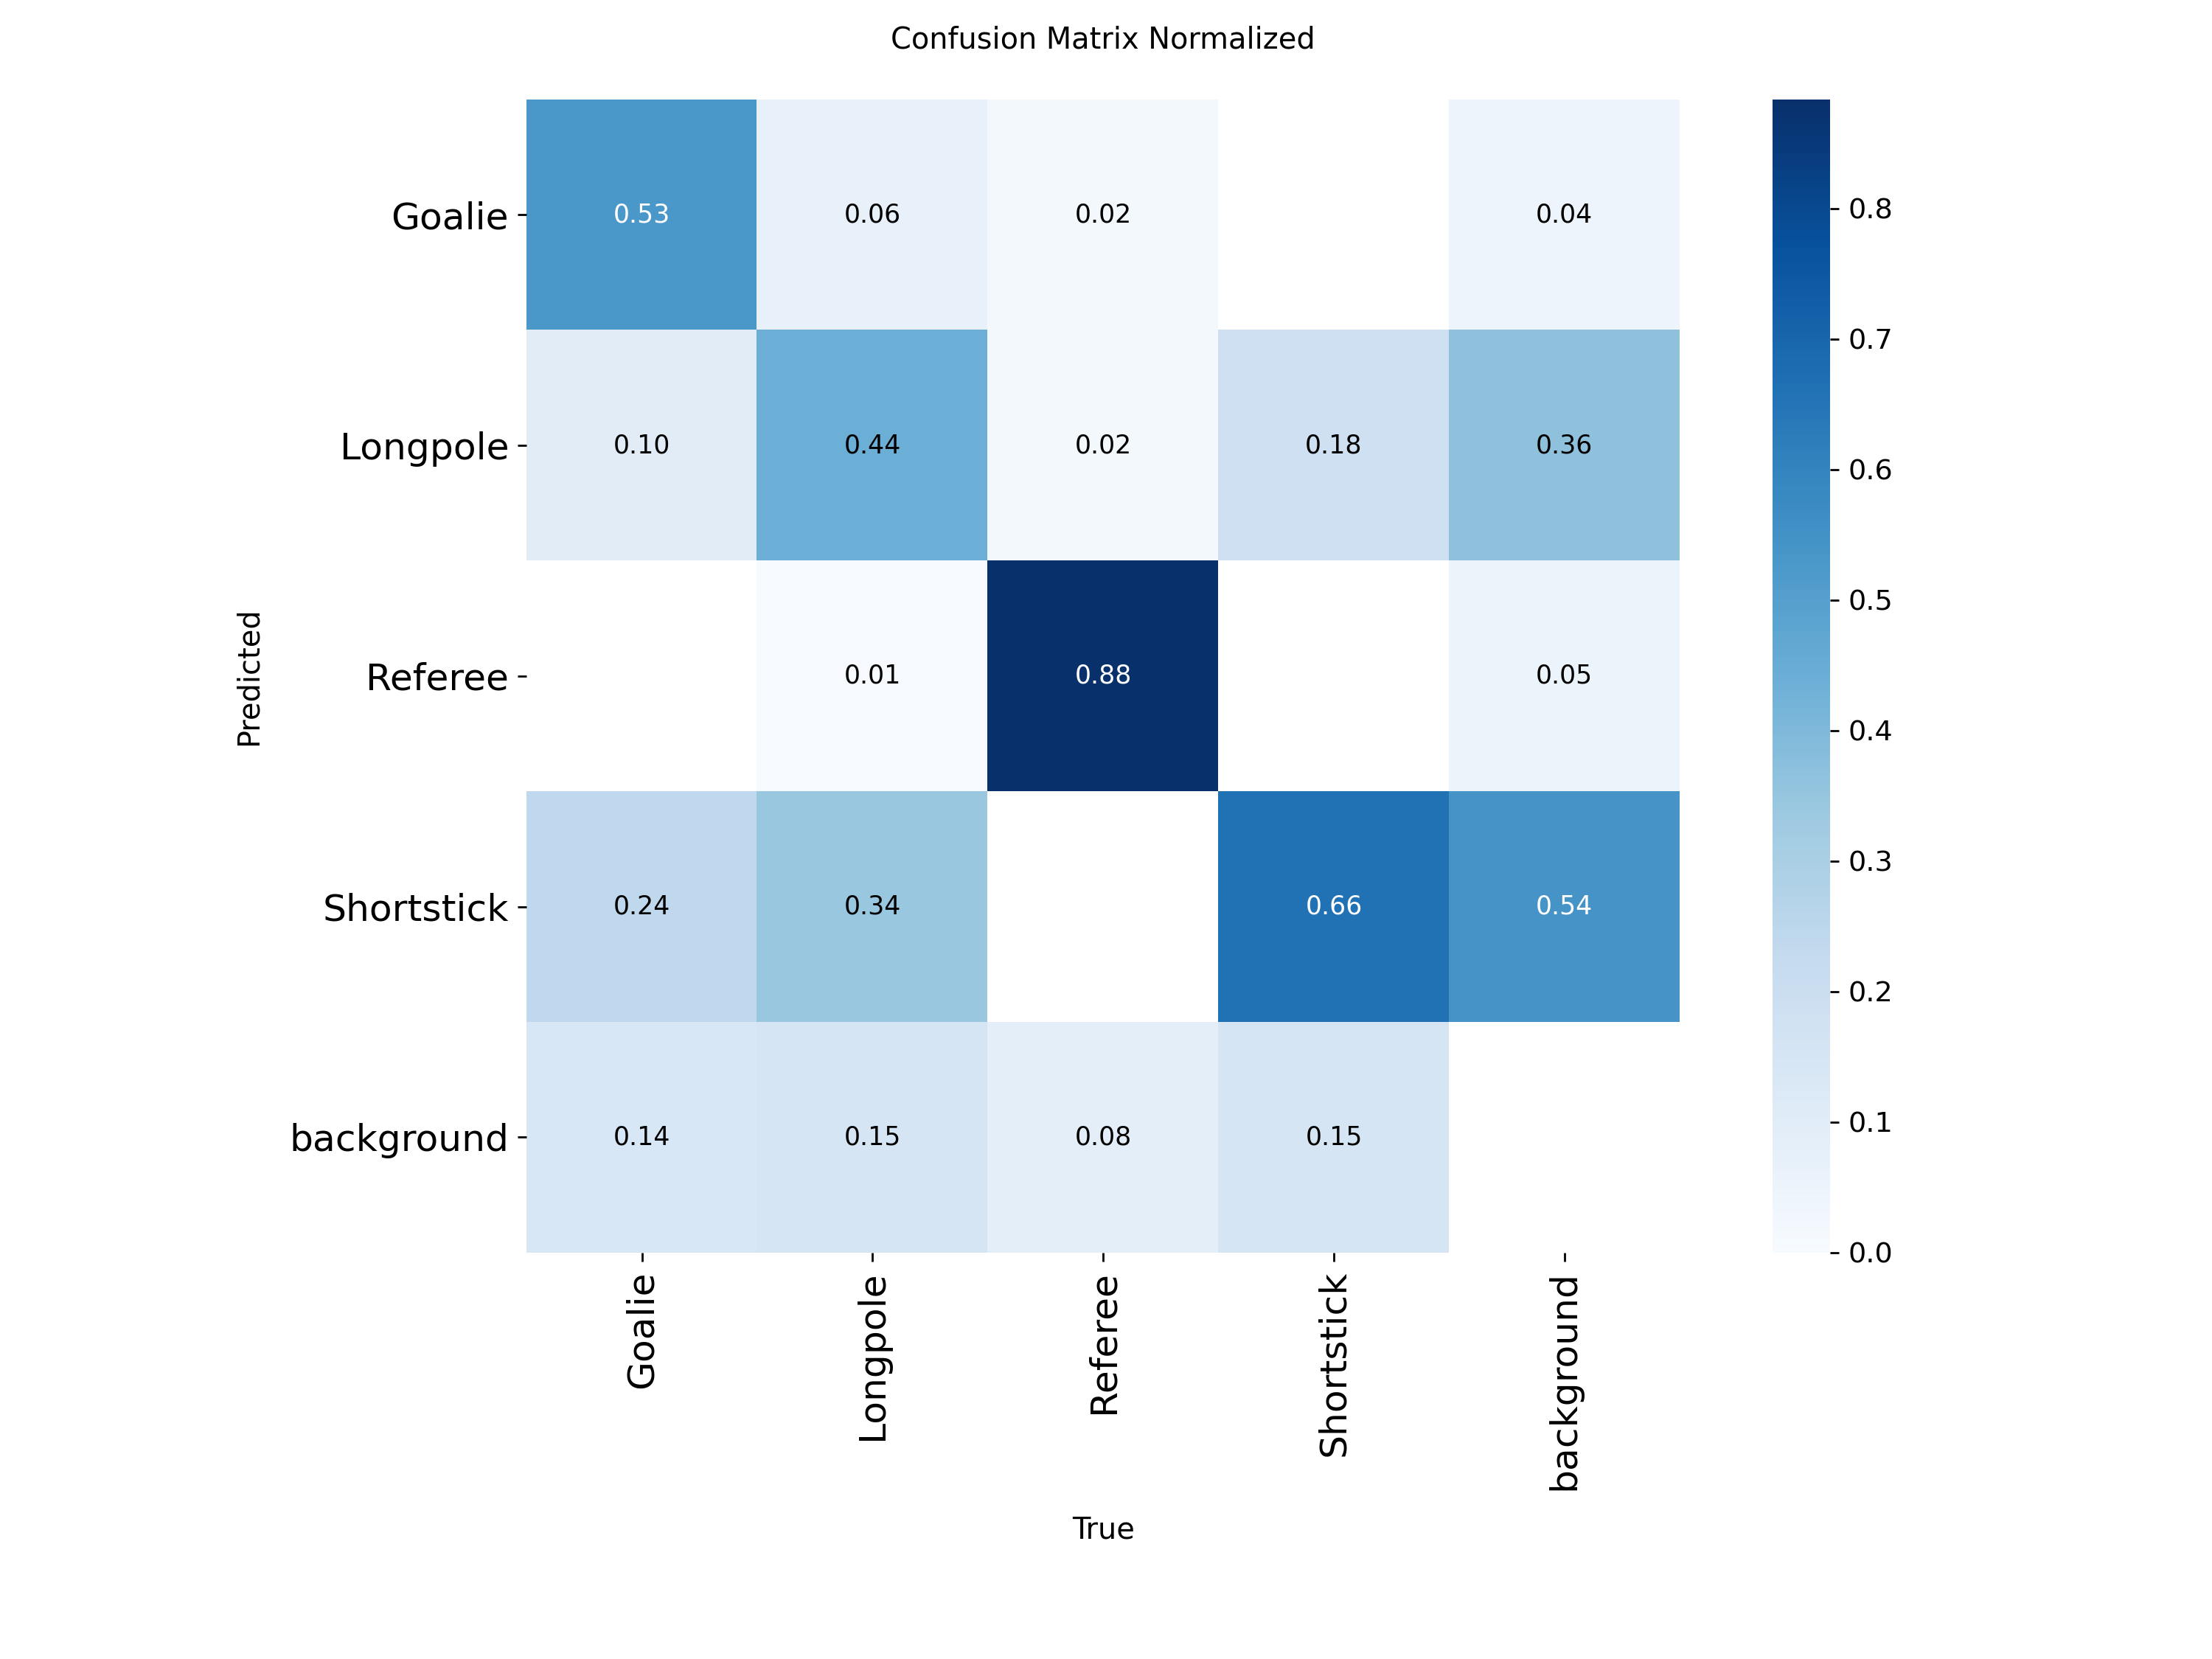 Confusion Matrix Normalized
Goalie
0.53
0.06
0.02
0.04
Longpole
0.10
0.44
0.02
0.18
0.36
Referee
0.01
0.88
0.05
Shortstick
0.24
0.34
0.66
0.54
background
0.14
0.15
0.08
0.15
Predicted
Goalie
Longpole
Referee
Shortstick
background
True
0.8
0.7
0.6
0.5
0.4
0.3
0.2
0.1
0.0